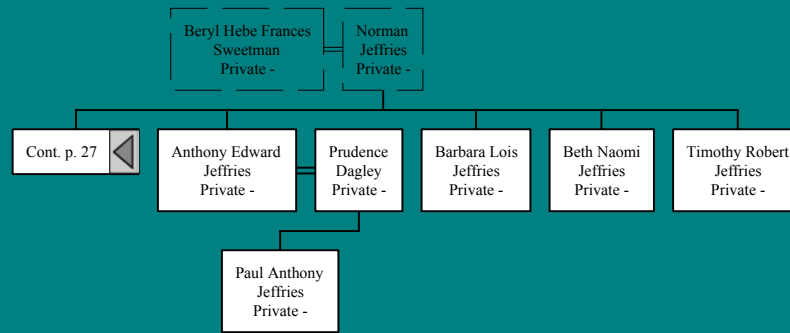 Beryl Hebe Frances
Sweetman
Private -
Norman
Jeffries
Private -
Cont. p. 27
Anthony Edward
Jeffries
Private -
Prudence
Dagley
Private -
Barbara Lois
Jeffries
Private -
Beth Naomi
Jeffries
Private -
Timothy Robert
Jeffries
Private -
Paul Anthony
Jeffries
Private -